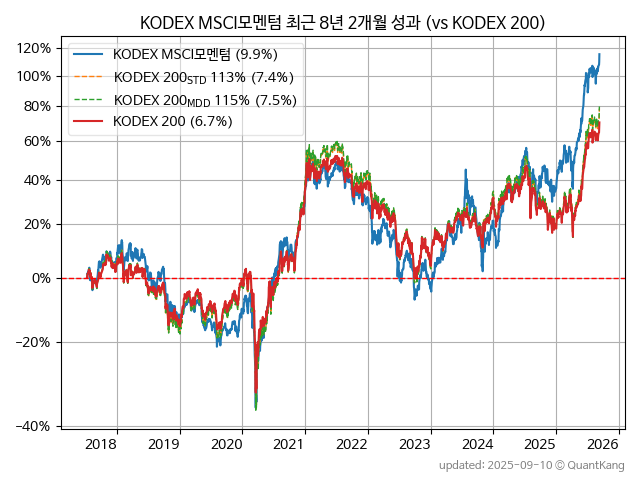 KODEX MSCI모멘텀 최근 8년 2개월 성과 (vs KODEX 200)
120%
100%
80%
60%
40%
20%
0%
−20%
−40%
KODEX MSCI모멘텀 (9.9%)
KODEX 200STD 113% (7.4%)
KODEX 200MDD 115% (7.5%)
KODEX 200 (6.7%)
2018 2019 2020 2021 2022 2023 2024 2025 2026
updated: 2025-09-10 © QuantKang